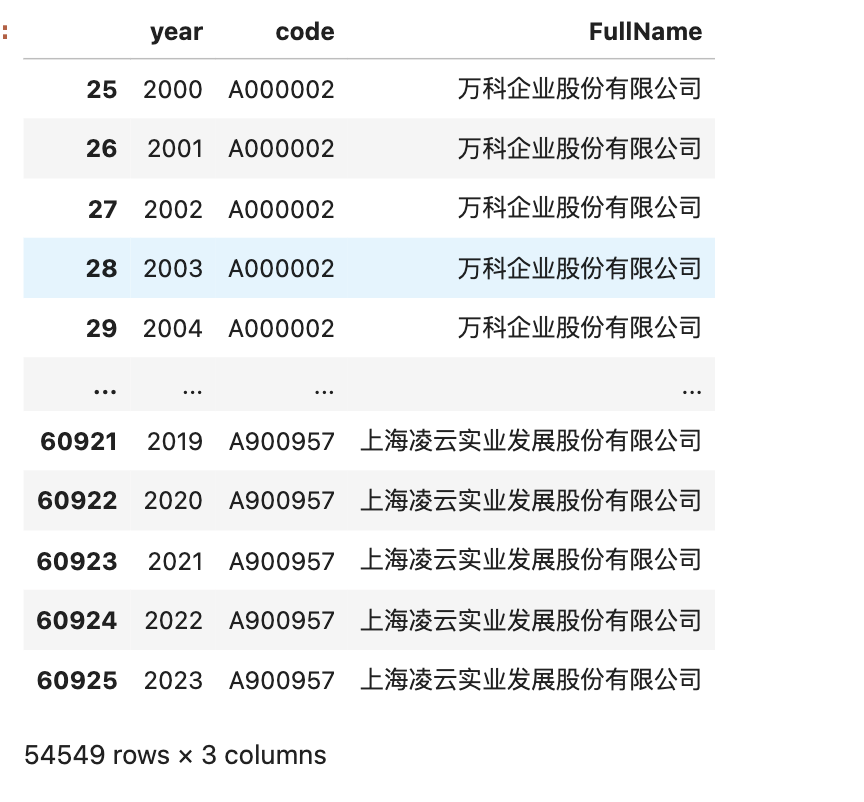 :
year code FullName
25 2000 A000002 万科企业股份有限公司
26 2001 A000002 万科企业股份有限公司
27 2002 A000002 万科企业股份有限公司
28 2003 A000002 万科企业股份有限公司
29 2004 A000002 万科企业股份有限公司
... ... ... ...
60921 2019 A900957 上海凌云实业发展股份有限公司
60922 2020 A900957 上海凌云实业发展股份有限公司
60923 2021 A900957 上海凌云实业发展股份有限公司
60924 2022 A900957 上海凌云实业发展股份有限公司
60925 2023 A900957 上海凌云实业发展股份有限公司
54549 rows × 3 columns